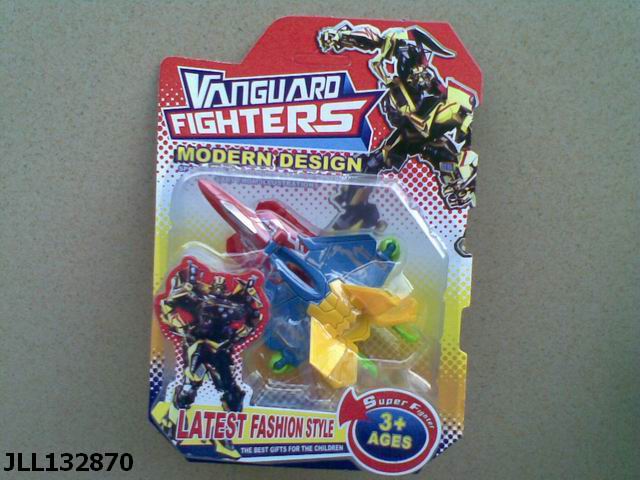 VANGUARD
FIGHTERS
MODERN DESIGN
LATEST FASHION STYLE
THE BEST GIFTS FOR THE CHILDREN
Super Fighter
3+
AGES
JLL132870